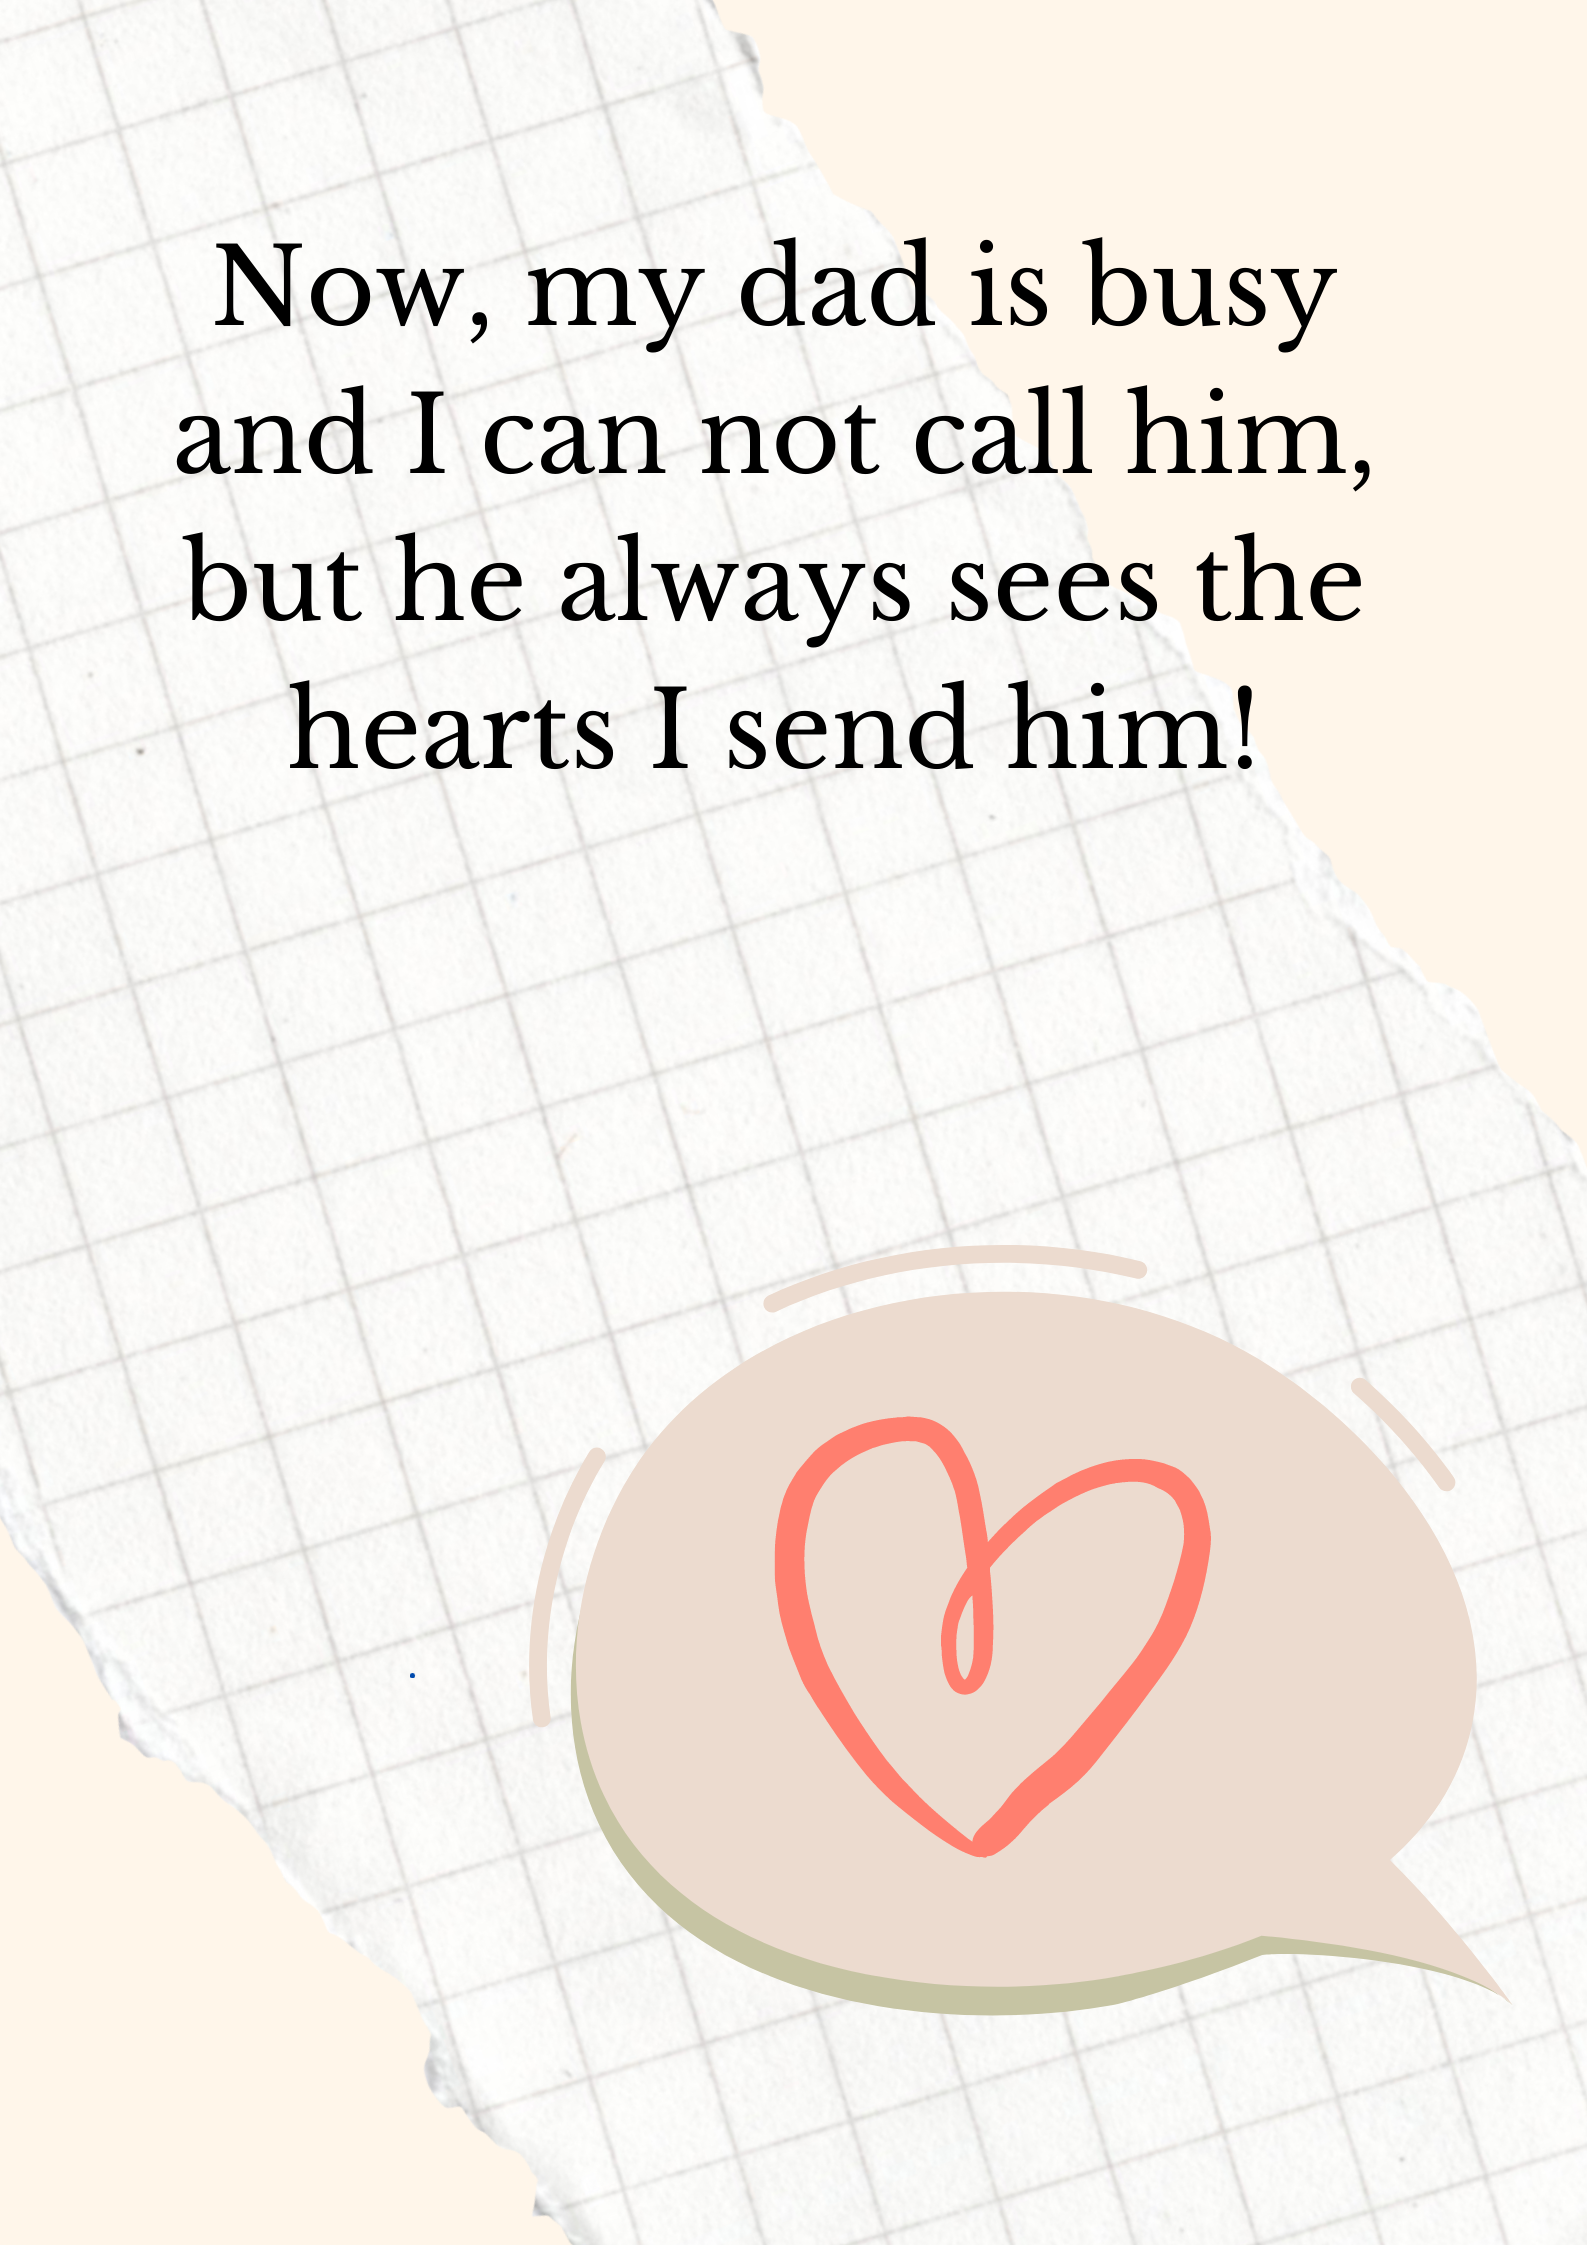 Now, my dad is busy
and I can not call him,
but he always sees the
hearts I send him!